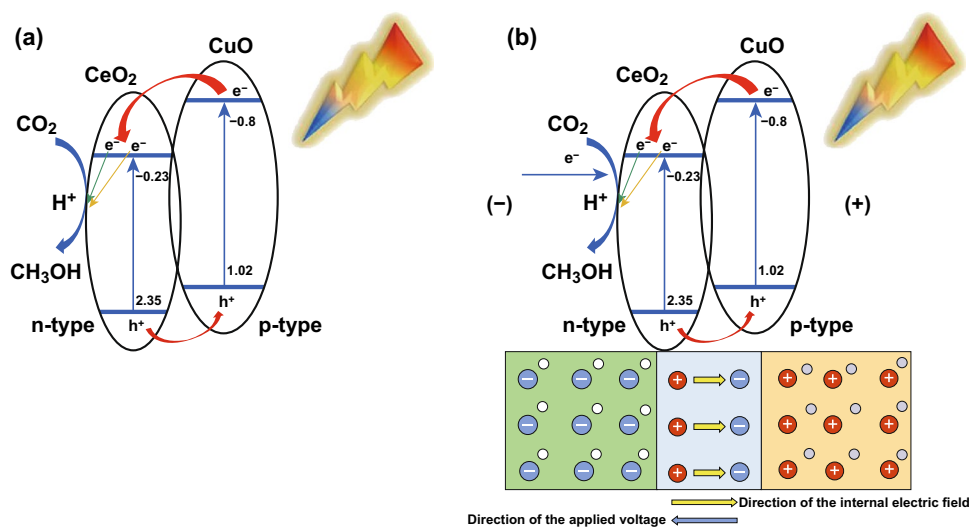 (a)
CuO
CeO₂
e⁻
−0.8
CO₂
e⁻ e⁻
−0.23
H⁺
CH₃OH
1.02
2.35
h⁺
n-type
h⁺
p-type
(b)
CuO
CeO₂
e⁻
−0.8
CO₂
e⁻ e⁻
e⁻
−0.23
(−)
H⁺
(+)
CH₃OH
1.02
2.35
h⁺
n-type
h⁺
p-type
− − − + − + + +
− − − + − + + +
− − − + − + + +
Direction of the internal electric field
Direction of the applied voltage